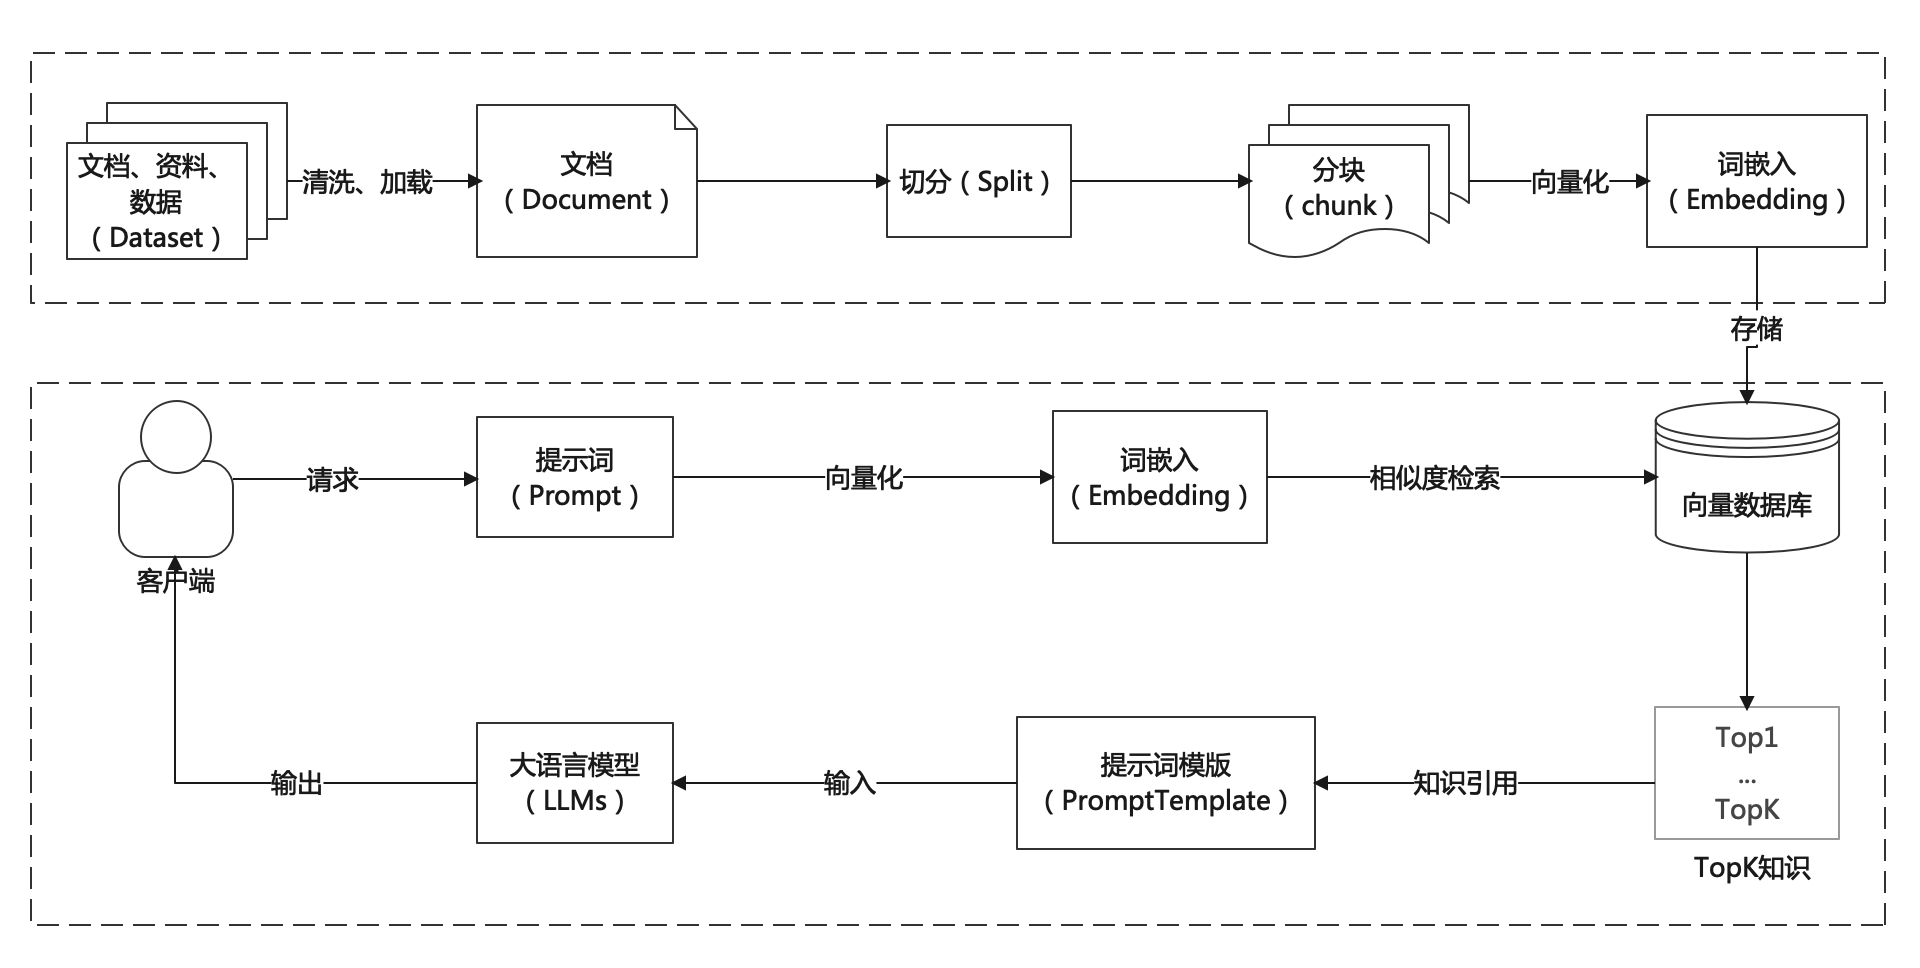 文档、资料、
数据
（Dataset）
清洗、加载
文档
（Document）
切分（Split）
分块
（chunk）
向量化
词嵌入
（Embedding）
存储
客户端
请求
提示词
（Prompt）
向量化
词嵌入
（Embedding）
相似度检索
向量数据库
Top1
...
TopK
TopK知识
知识引用
提示词模版
（PromptTemplate）
输入
大语言模型
（LLMs）
输出